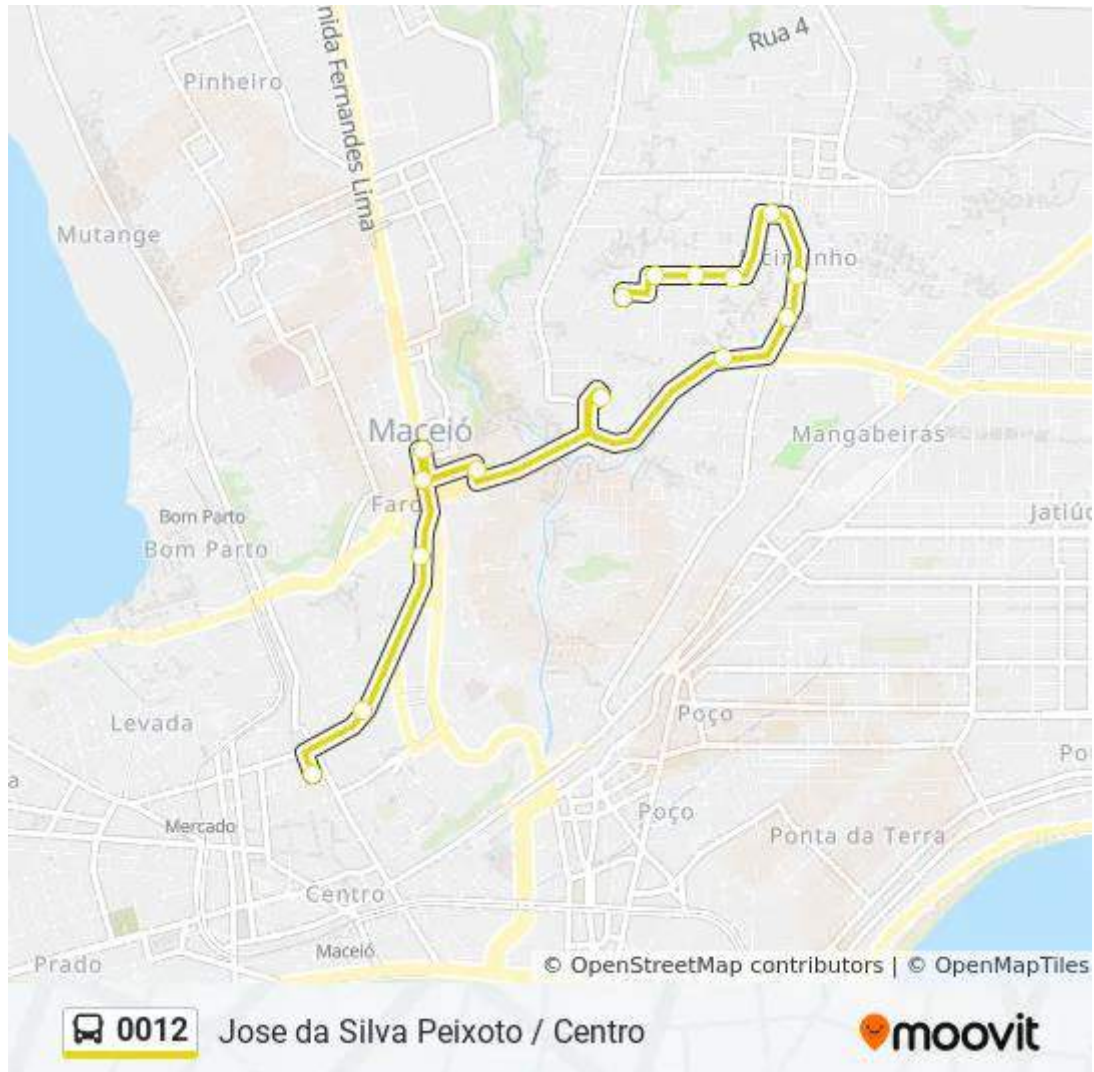 nida Fernandes Lima
Rua 4
Pinheiro
Mutange
Maceió
Mangabeiras
Bom Parto
Bom Parto
Levada
Poço
Mercado
Poço
Ponta da Terra
Centro
Maceió
Prado
© OpenStreetMap contributors | © OpenMapTiles
0012 Jose da Silva Peixoto / Centro
moovit